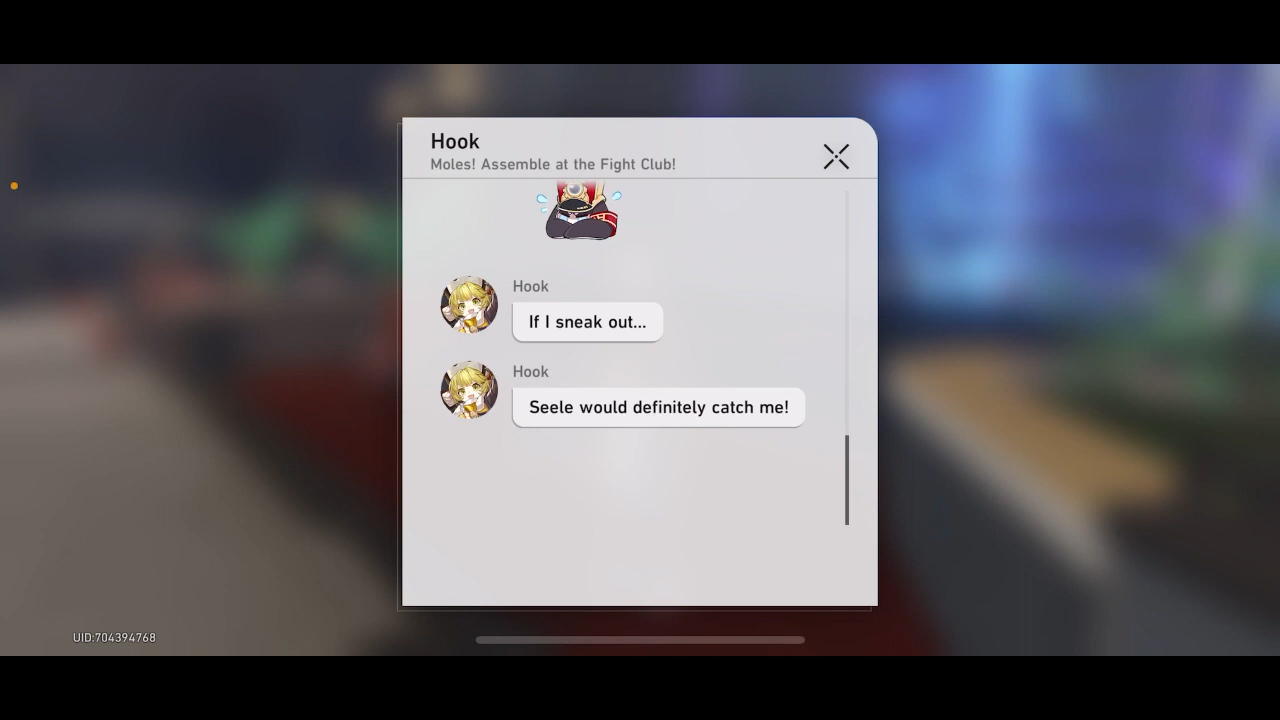 Hook
Moles! Assemble at the Fight Club!
Hook
If I sneak out...
Hook
Seele would definitely catch me!
UID:704394768